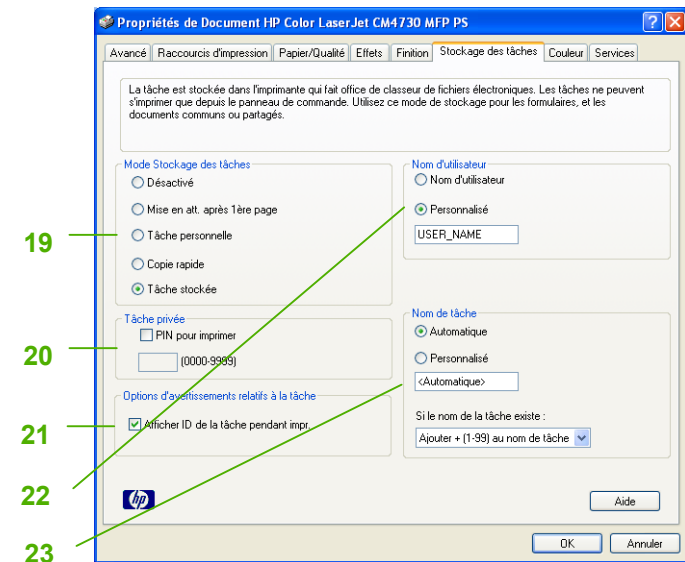 Propriétés de Document HP Color LaserJet CM4730 MFP PS
Avancé Raccourcis d'impression Papier/Qualité Effets Finition Stockage des tâches Couleur Services
La tâche est stockée dans l'imprimante qui fait office de classeur de fichiers électroniques. Les tâches ne peuvent
s'imprimer que depuis le panneau de commande. Utilisez ce mode de stockage pour les formulaires, et les
documents communs ou partagés.
Mode Stockage des tâches
Désactivé
Mise en att. après 1ère page
Tâche personnelle
Copie rapide
Tâche stockée
19
Nom d'utilisateur
Nom d'utilisateur
Personnalisé
USER_NAME
Tâche privée
PIN pour imprimer
(0000-9999)
20
Nom de tâche
Automatique
Personnalisé
<Automatique>
Si le nom de la tâche existe :
Ajouter + (1-99) au nom de tâche
Options d'avertissements relatifs à la tâche
Afficher ID de la tâche pendant impr.
21
22
23
hp
Aide
OK Annuler